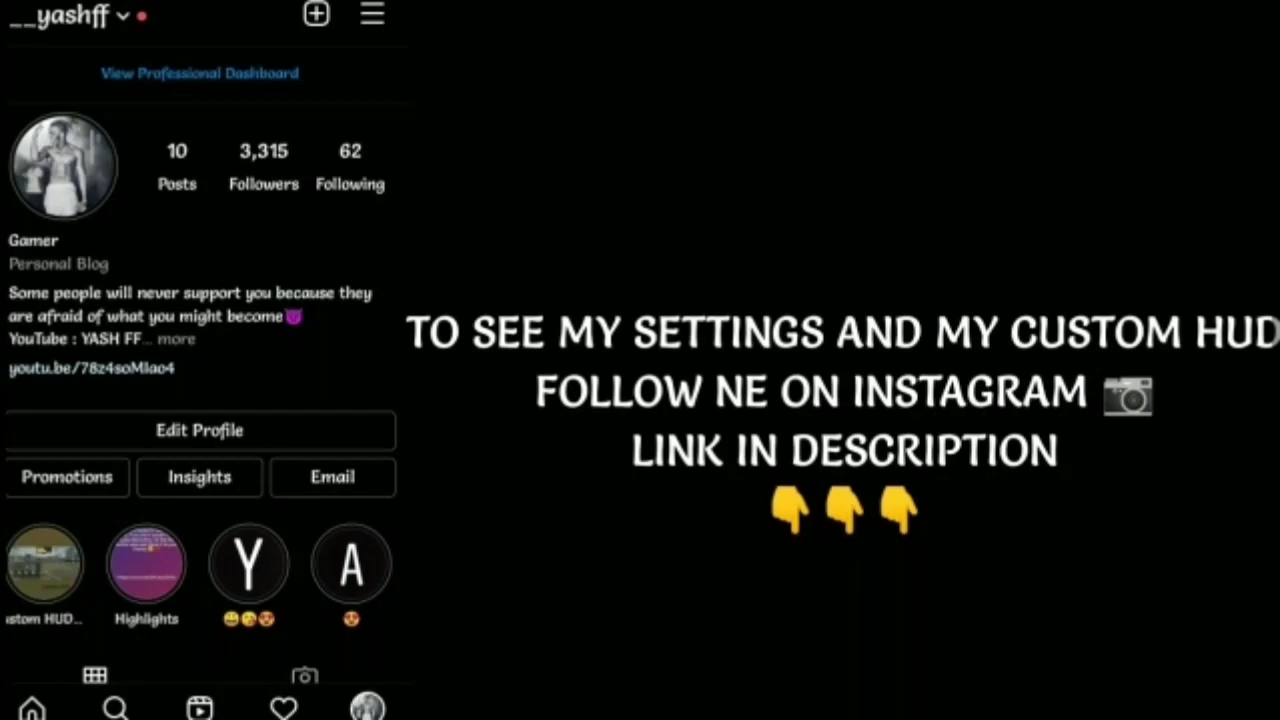 __yashff
View Professional Dashboard
10 3,315 62
Posts Followers Following
Gamer
Personal Blog
Some people will never support you because they
are afraid of what you might become😈
YouTube : YASH FF... more
youtu.be/78z4soMlao4
Edit Profile
Promotions Insights Email
Y A
ustom HUD... Highlights 😀😘😍 😍
TO SEE MY SETTINGS AND MY CUSTOM HUD
FOLLOW NE ON INSTAGRAM 📷
LINK IN DESCRIPTION
👇👇👇